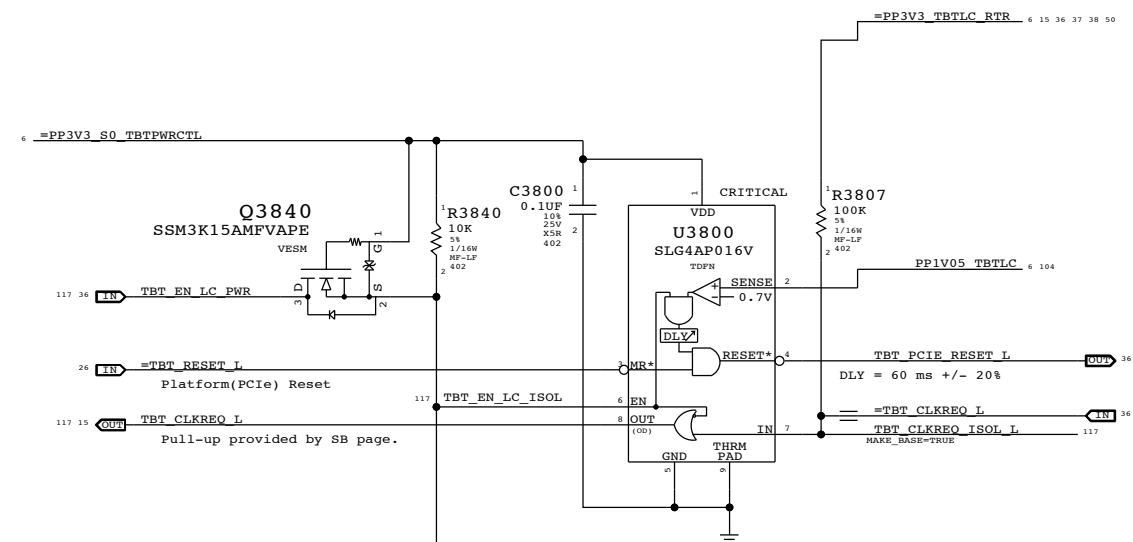 =PP3V3_TBTLC_RTR 6 15 36 37 38 50
6 =PP3V3_S0_TBTPWRCTL
Q3840
SSM3K15AMFVAPE
VESM
D
3
G 1
S
2
1
R3840
10K
5%
1/16W
MF-LF
402
2
C3800 1
0.1UF
10%
25V
X5R
402
2
1
CRITICAL
VDD
U3800
SLG4AP016V
TDFN
1
R3807
100K
5%
1/16W
MF-LF
402
2
PP1V05_TBTLC 6 104
SENSE 2
+
-
0.7V
117 36 IN TBT_EN_LC_PWR
DLY
26 IN =TBT_RESET_L
Platform(PCIe) Reset
3 MR*
RESET* 4
TBT_PCIE_RESET_L OUT 36
DLY = 60 ms +/- 20%
117 TBT_EN_LC_ISOL 6 EN
117 15 OUT TBT_CLKREQ_L
Pull-up provided by SB page.
8 OUT
(OD)
IN 7
=TBT_CLKREQ_L IN 36
TBT_CLKREQ_ISOL_L 117
MAKE_BASE=TRUE
GND
5
THRM
PAD
9